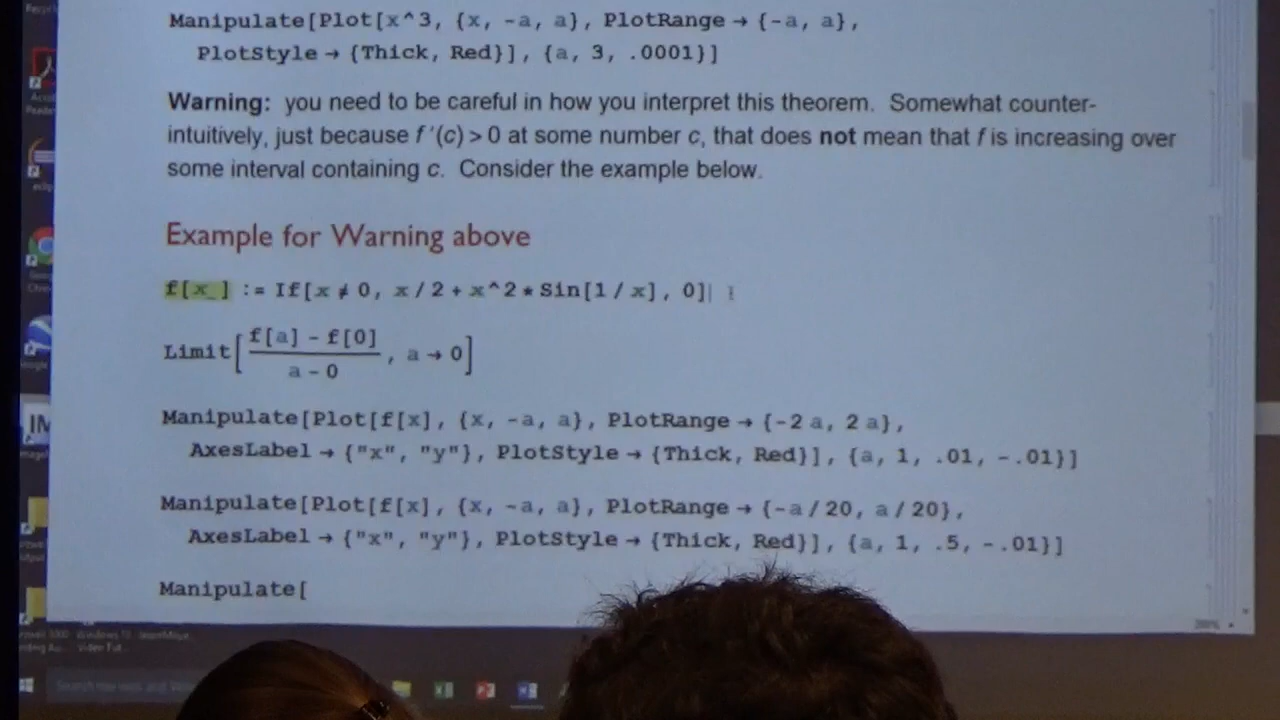 Manipulate[Plot[x^3, {x, -a, a}, PlotRange → {-a, a},
PlotStyle → {Thick, Red}], {a, 3, .0001}]
Warning: you need to be careful in how you interpret this theorem. Somewhat counter-
intuitively, just because f '(c) > 0 at some number c, that does not mean that f is increasing over
some interval containing c. Consider the example below.
Example for Warning above
f[x_] := If[x ≠ 0, x / 2 + x^2 * Sin[1 / x], 0]
Limit[(f[a] - f[0])/(a - 0), a → 0]
Manipulate[Plot[f[x], {x, -a, a}, PlotRange → {-2 a, 2 a},
AxesLabel → {"x", "y"}, PlotStyle → {Thick, Red}], {a, 1, .01, -.01}]
Manipulate[Plot[f[x], {x, -a, a}, PlotRange → {-a / 20, a / 20},
AxesLabel → {"x", "y"}, PlotStyle → {Thick, Red}], {a, 1, .5, -.01}]
Manipulate[